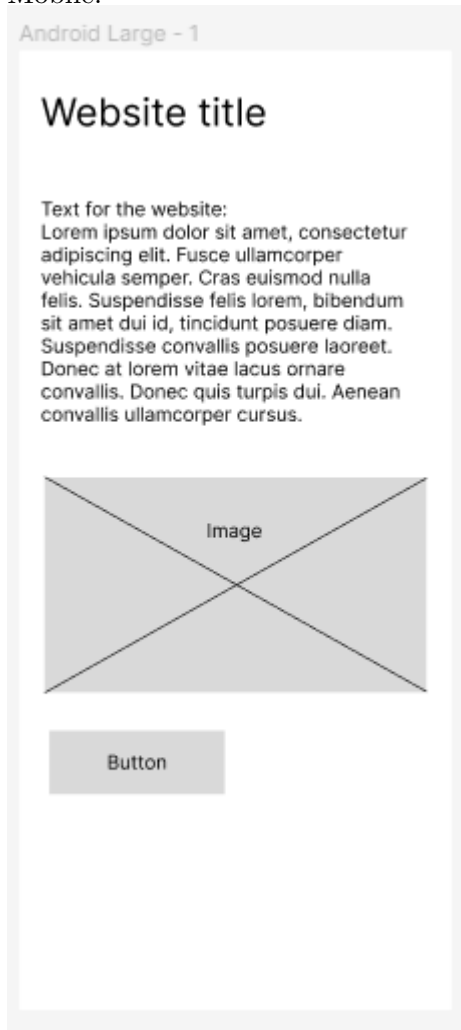 Mobile:
Android Large - 1
Website title
Text for the website:
Lorem ipsum dolor sit amet, consectetur
adipiscing elit. Fusce ullamcorper
vehicula semper. Cras euismod nulla
felis. Suspendisse felis lorem, bibendum
sit amet dui id, tincidunt posuere diam.
Suspendisse convallis posuere laoreet.
Donec at lorem vitae lacus ornare
convallis. Donec quis turpis dui. Aenean
convallis ullamcorper cursus.
Image
Button